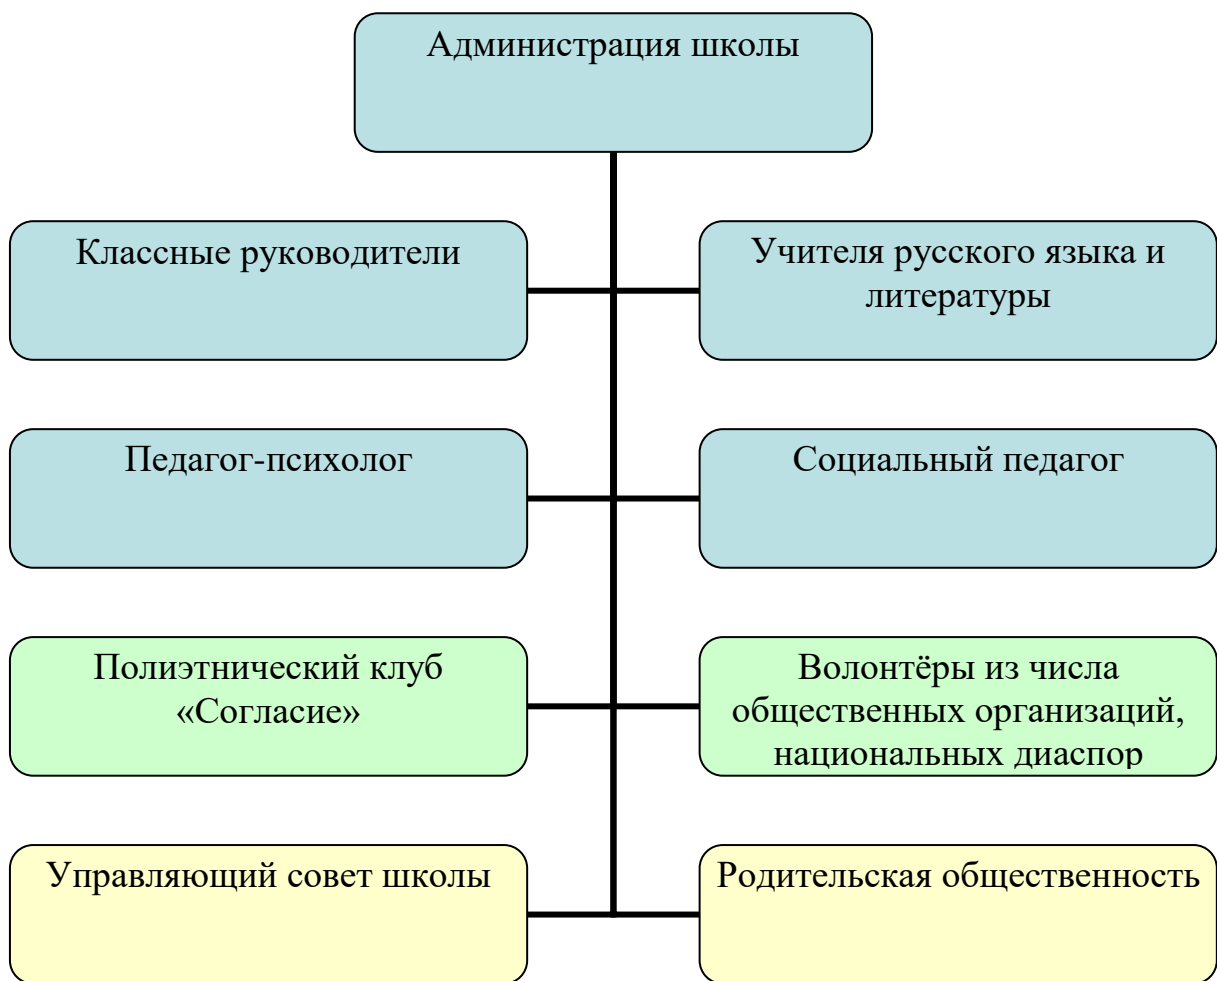 Администрация школы
Классные руководители
Учителя русского языка и
литературы
Педагог-психолог
Социальный педагог
Полиэтнический клуб
«Согласие»
Волонтёры из числа
общественных организаций,
национальных диаспор
Управляющий совет школы
Родительская общественность